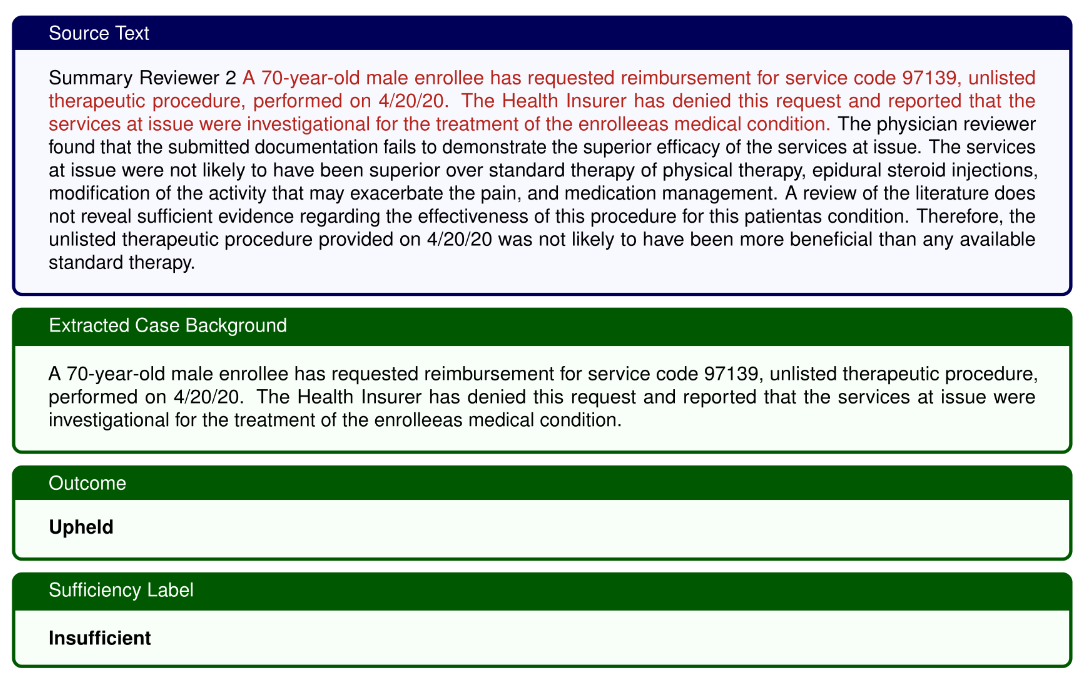 Source Text
Summary Reviewer 2 A 70-year-old male enrollee has requested reimbursement for service code 97139, unlisted
therapeutic procedure, performed on 4/20/20. The Health Insurer has denied this request and reported that the
services at issue were investigational for the treatment of the enrolleeas medical condition. The physician reviewer
found that the submitted documentation fails to demonstrate the superior efficacy of the services at issue. The services
at issue were not likely to have been superior over standard therapy of physical therapy, epidural steroid injections,
modification of the activity that may exacerbate the pain, and medication management. A review of the literature does
not reveal sufficient evidence regarding the effectiveness of this procedure for this patientas condition. Therefore, the
unlisted therapeutic procedure provided on 4/20/20 was not likely to have been more beneficial than any available
standard therapy.
Extracted Case Background
A 70-year-old male enrollee has requested reimbursement for service code 97139, unlisted therapeutic procedure,
performed on 4/20/20. The Health Insurer has denied this request and reported that the services at issue were
investigational for the treatment of the enrolleeas medical condition.
Outcome
Upheld
Sufficiency Label
Insufficient